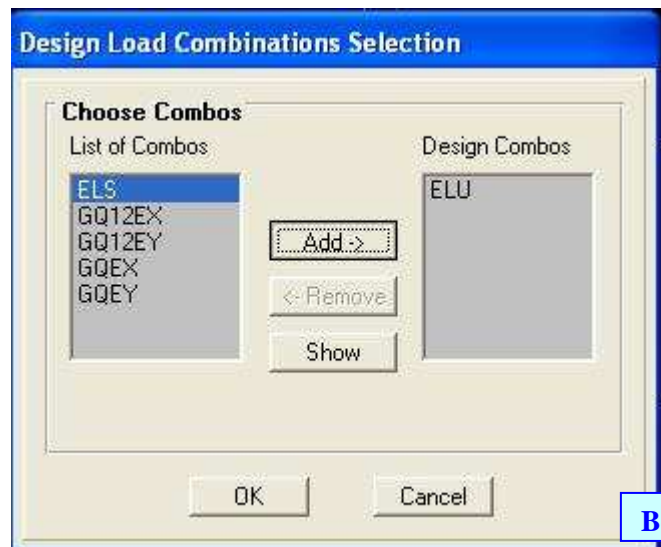 Design Load Combinations Selection
Choose Combos
List of Combos
Design Combos
ELS
GQ12EX
GQ12EY
GQEX
GQEY
ELU
Add ->
<- Remove
Show
OK
Cancel
B